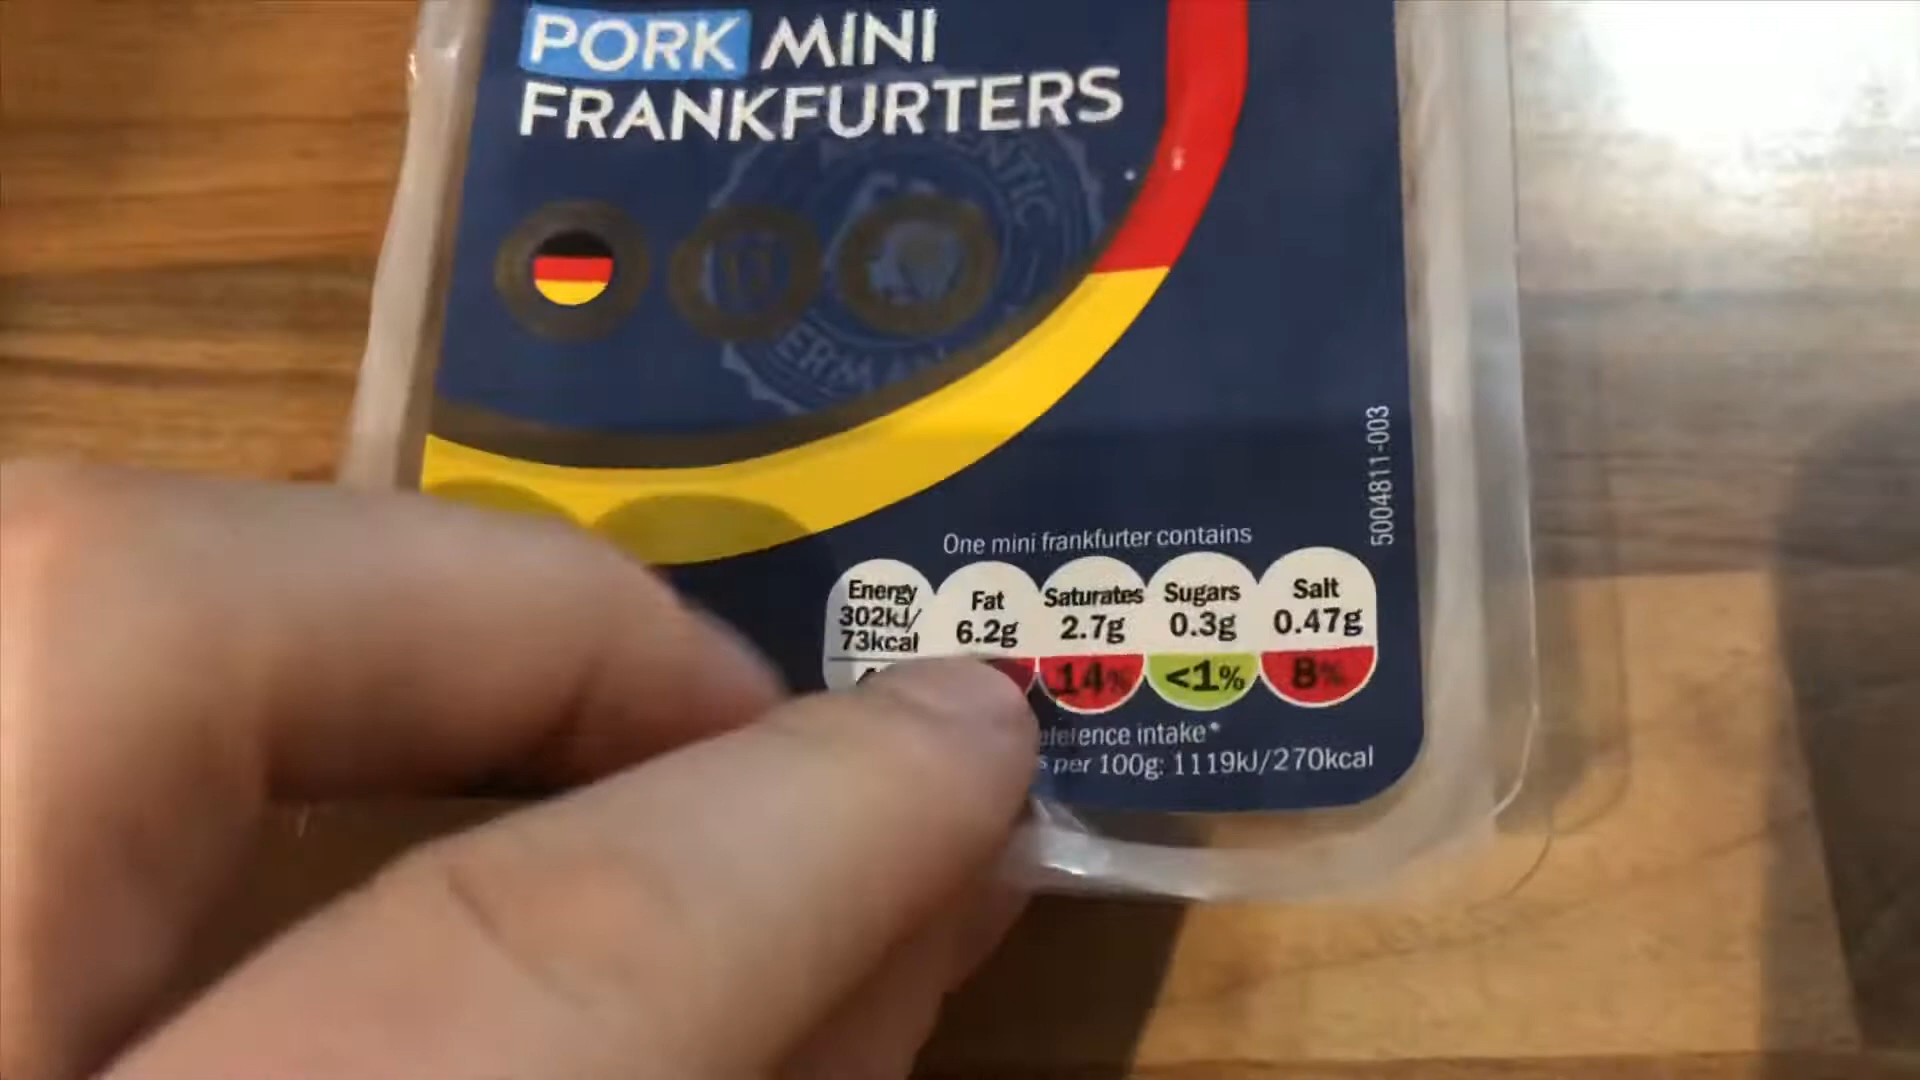 PORK MINI
FRANKFURTERS
One mini frankfurter contains
Energy
302kJ/
73kcal
Fat
6.2g
Saturates
2.7g
14%
Sugars
0.3g
<1%
Salt
0.47g
8%
intake*
per 100g: 1119kJ/270kcal
5004811-003